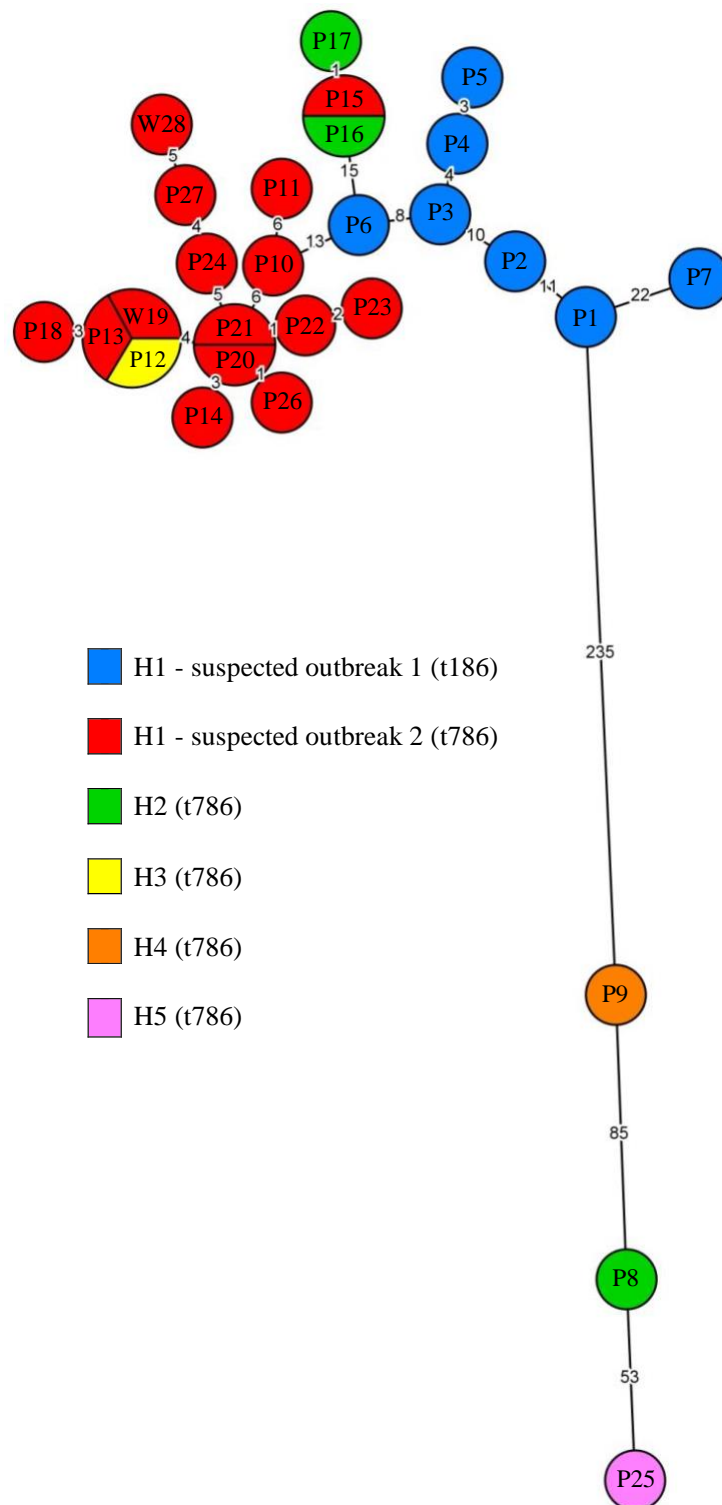 P17
1
P15
P16
P5
3
P4
W28
5
P27
4
P24
P11
6
P10
15
13
P6
8
P3
4
10
P2
11
P1
22
P7
P18
3
P13
W19
P12
4
5
6
P21
P20
1
P22
2
P23
3
P14
1
P26
235
H1 - suspected outbreak 1 (t186)
H1 - suspected outbreak 2 (t786)
H2 (t786)
H3 (t786)
H4 (t786)
H5 (t786)
P9
85
P8
53
P25